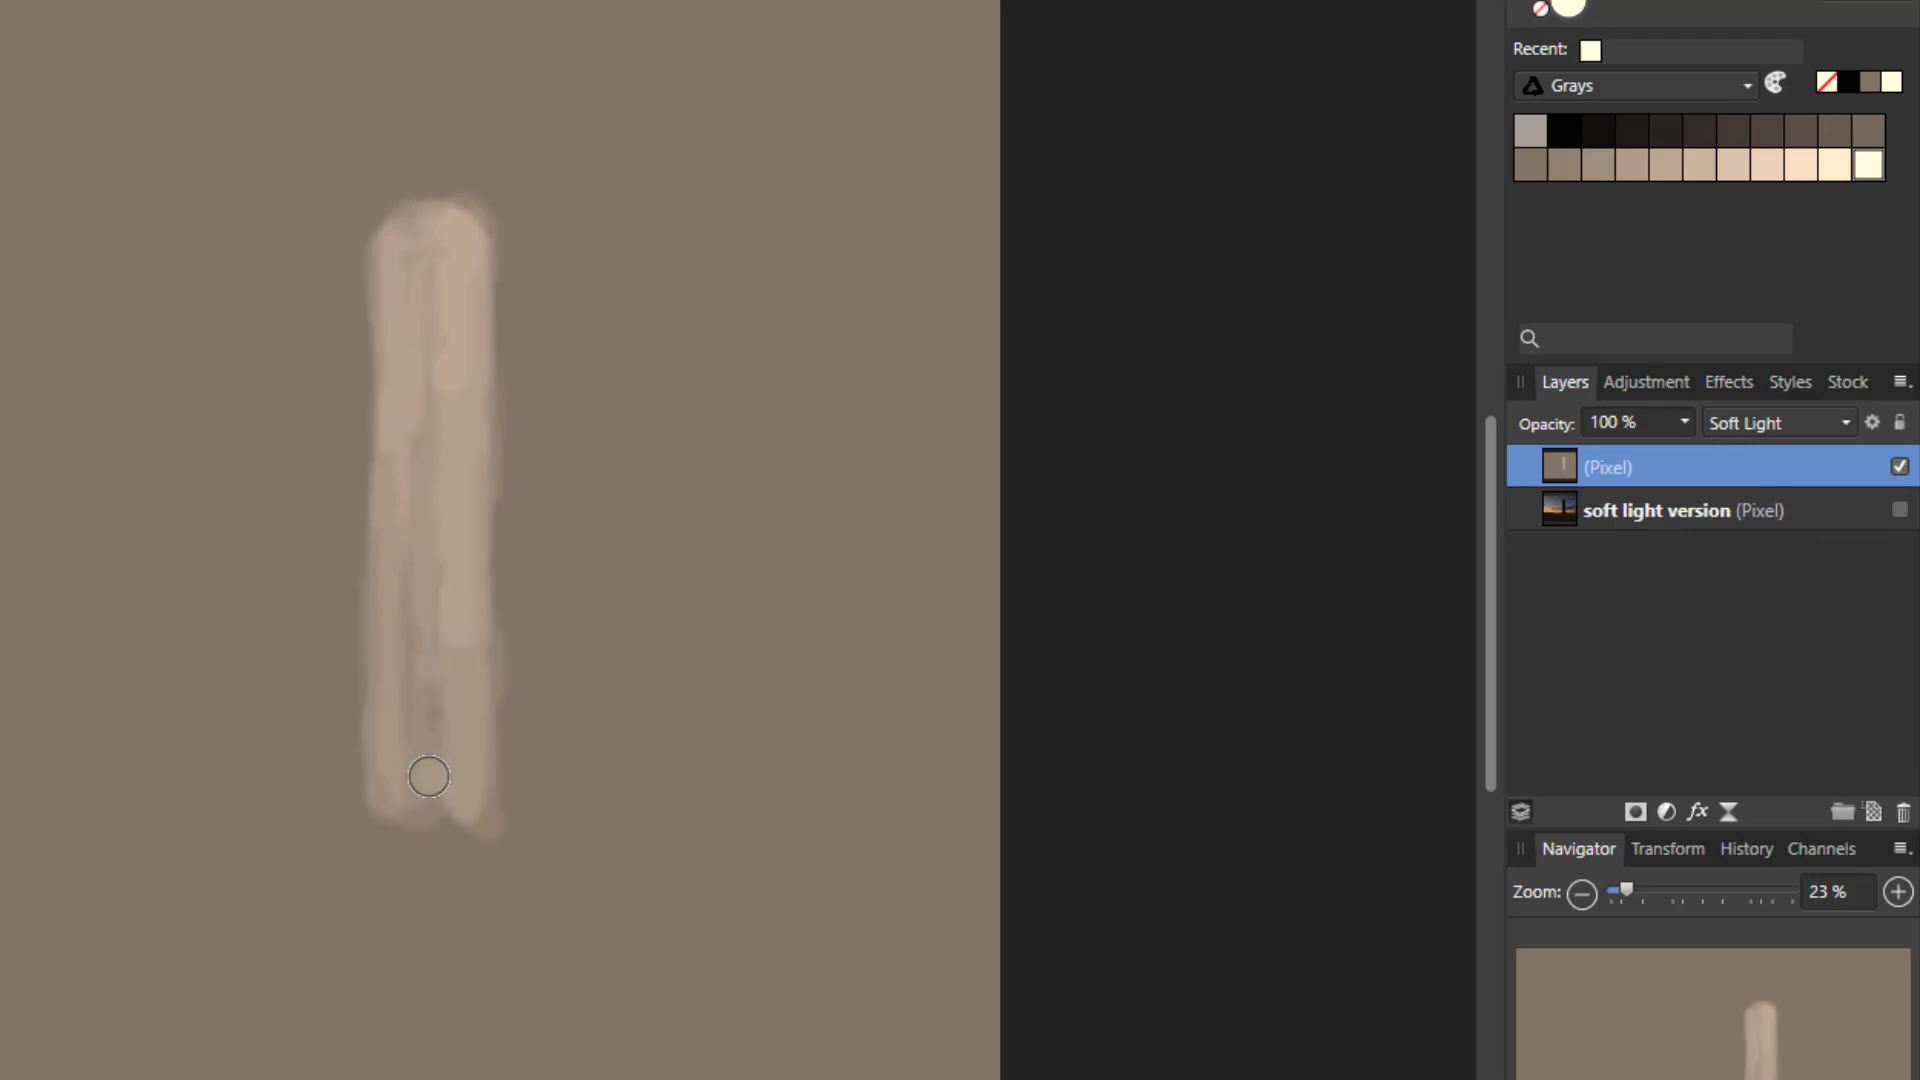 Recent:
Grays
Layers Adjustment Effects Styles Stock
Opacity: 100 % Soft Light
(Pixel)
soft light version (Pixel)
fx
Navigator Transform History Channels
Zoom: 23 %